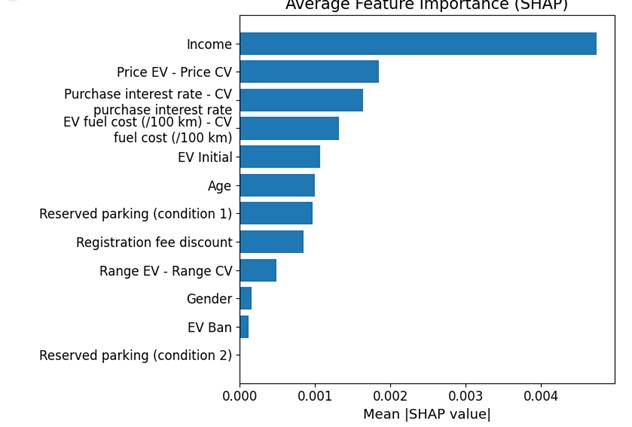 Average Feature Importance (SHAP)
Income
Price EV - Price CV
Purchase interest rate - CV
purchase interest rate
EV fuel cost (/100 km) - CV
fuel cost (/100 km)
EV Initial
Age
Reserved parking (condition 1)
Registration fee discount
Range EV - Range CV
Gender
EV Ban
Reserved parking (condition 2)
0.000 0.001 0.002 0.003 0.004
Mean |SHAP value|